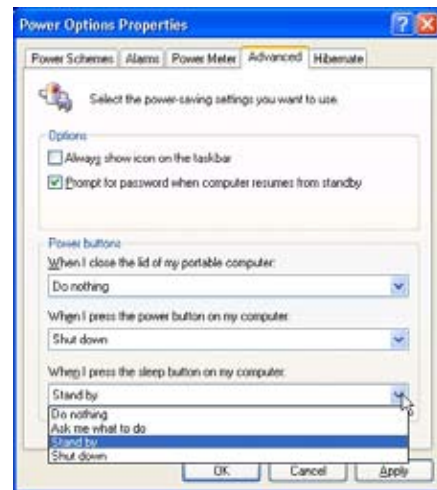 Power Options Properties
Power Schemes Alarms Power Meter Advanced Hibernate
Select the power-saving settings you want to use.
Options
Always show icon on the taskbar
Prompt for password when computer resumes from standby
Power buttons
When I close the lid of my portable computer:
Do nothing
When I press the power button on my computer:
Shut down
When I press the sleep button on my computer:
Stand by
Do nothing
Ask me what to do
Stand by
Shut down
OK Cancel Apply